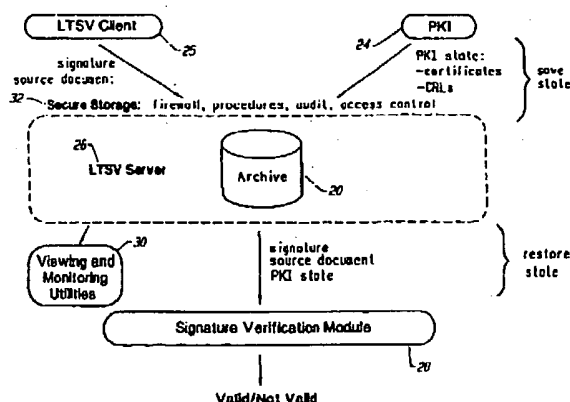 LTSV Client
25
24
PKI
signature
source document;
PKI state:
-certificates
-CRLs
save
state
32
Secure Storage: firewall, procedures, audit, access control
26
LTSV Server
Archive
20
30
Viewing and
Monitoring
Utilities
signature
source document
PKI state
restore
state
Signature Verification Module
28
Valid/Not Valid